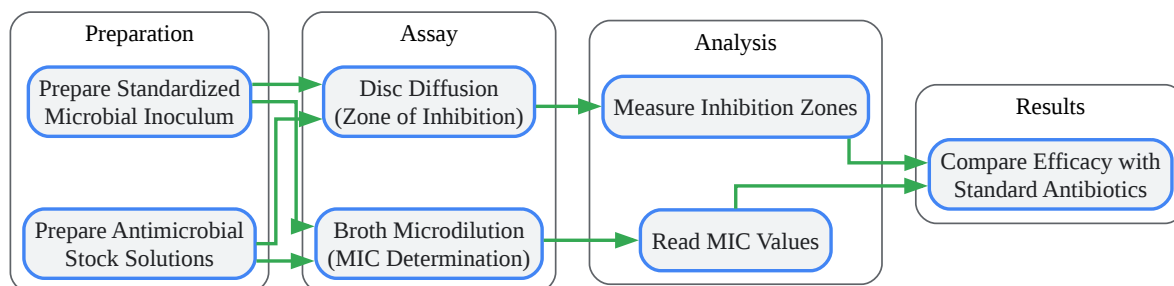 Preparation
Prepare Standardized
Microbial Inoculum
Prepare Antimicrobial
Stock Solutions
Assay
Disc Diffusion
(Zone of Inhibition)
Broth Microdilution
(MIC Determination)
Analysis
Measure Inhibition Zones
Read MIC Values
Results
Compare Efficacy with
Standard Antibiotics